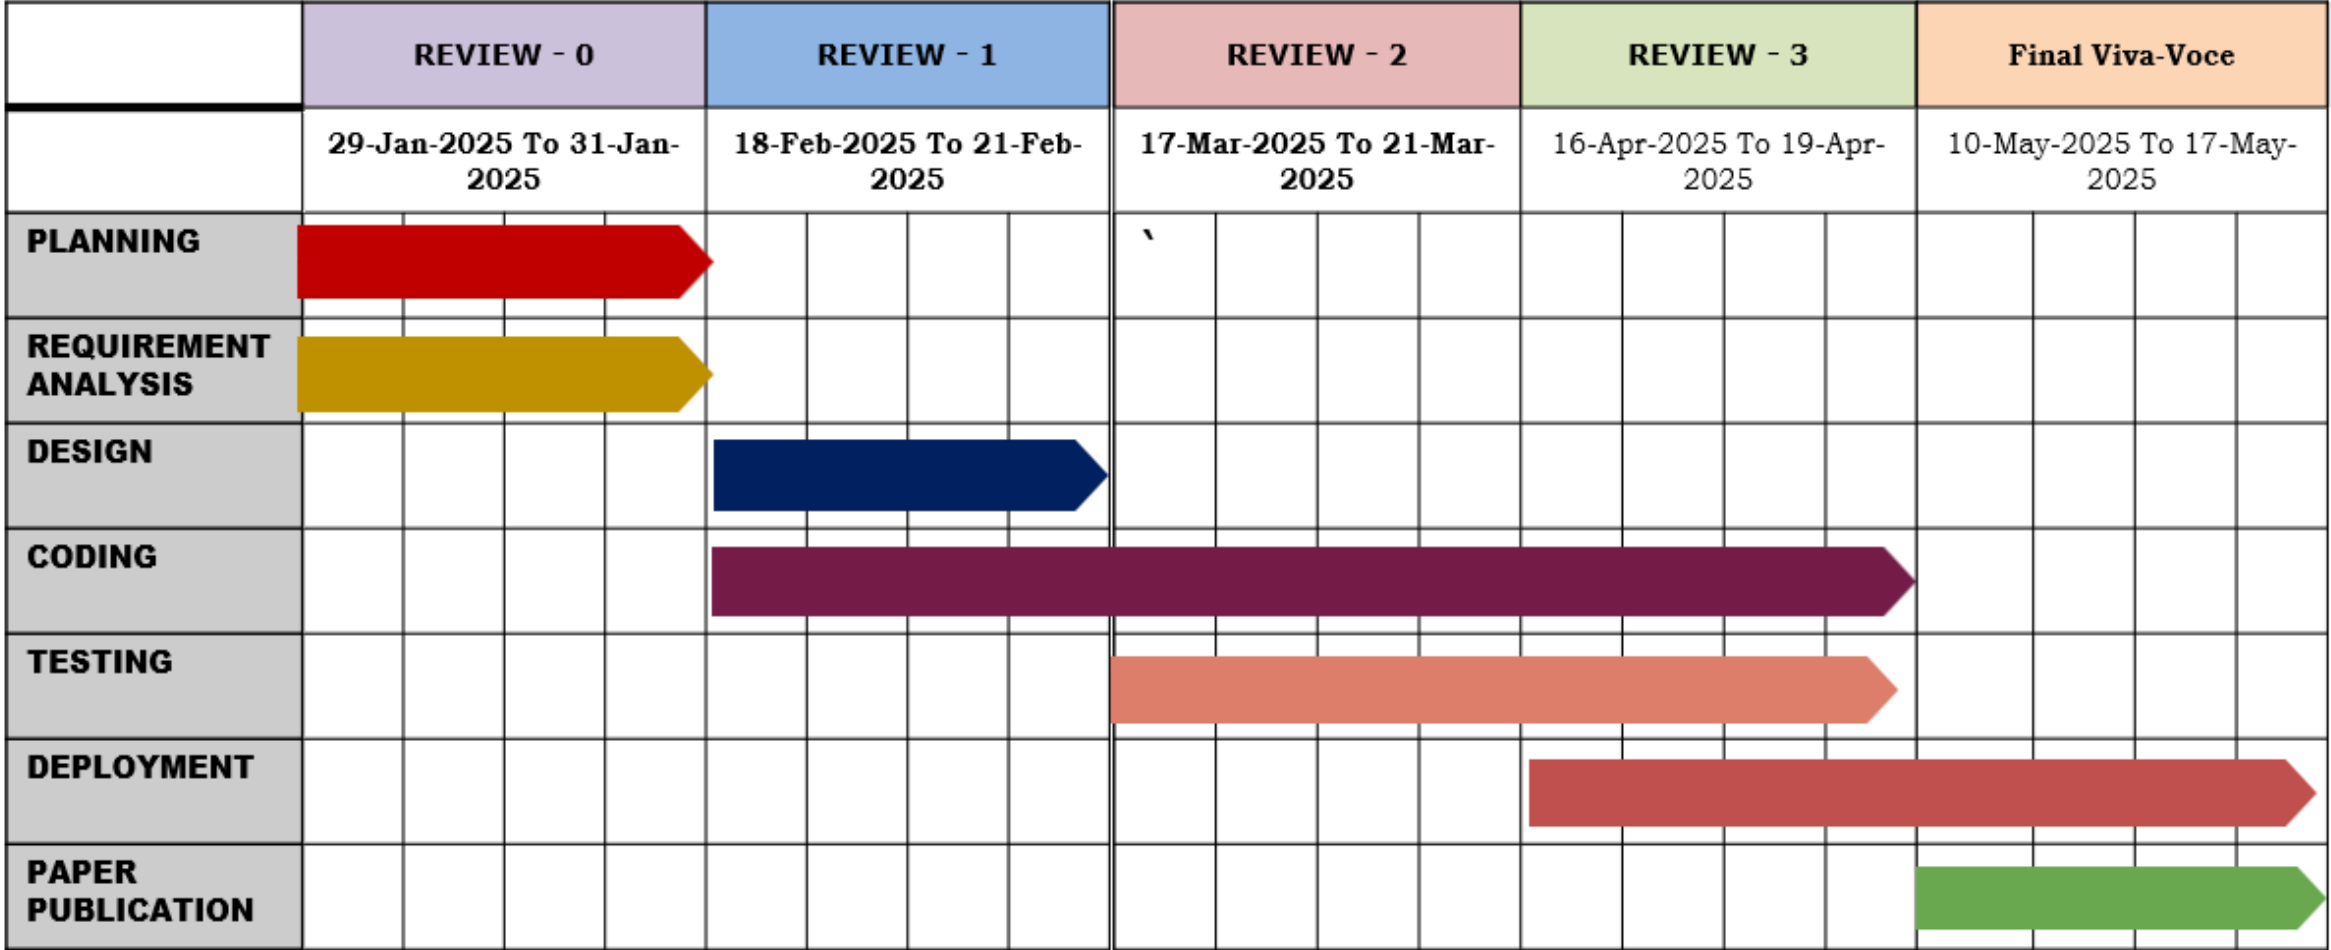 REVIEW - 0
REVIEW - 1
REVIEW - 2
REVIEW - 3
Final Viva-Voce
29-Jan-2025 To 31-Jan-
2025
18-Feb-2025 To 21-Feb-
2025
17-Mar-2025 To 21-Mar-
2025
16-Apr-2025 To 19-Apr-
2025
10-May-2025 To 17-May-
2025
PLANNING
`
REQUIREMENT
ANALYSIS
DESIGN
CODING
TESTING
DEPLOYMENT
PAPER
PUBLICATION